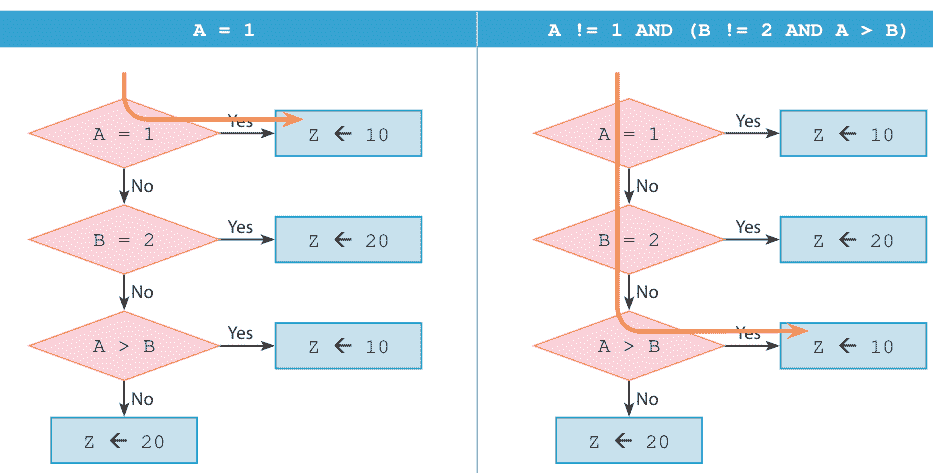 A = 1
A != 1 AND (B != 2 AND A > B)
A = 1
Yes
Z ← 10
No
B = 2
Yes
Z ← 20
No
A > B
Yes
Z ← 10
No
Z ← 20
A = 1
Yes
Z ← 10
No
B = 2
Yes
Z ← 20
No
A > B
Yes
Z ← 10
No
Z ← 20